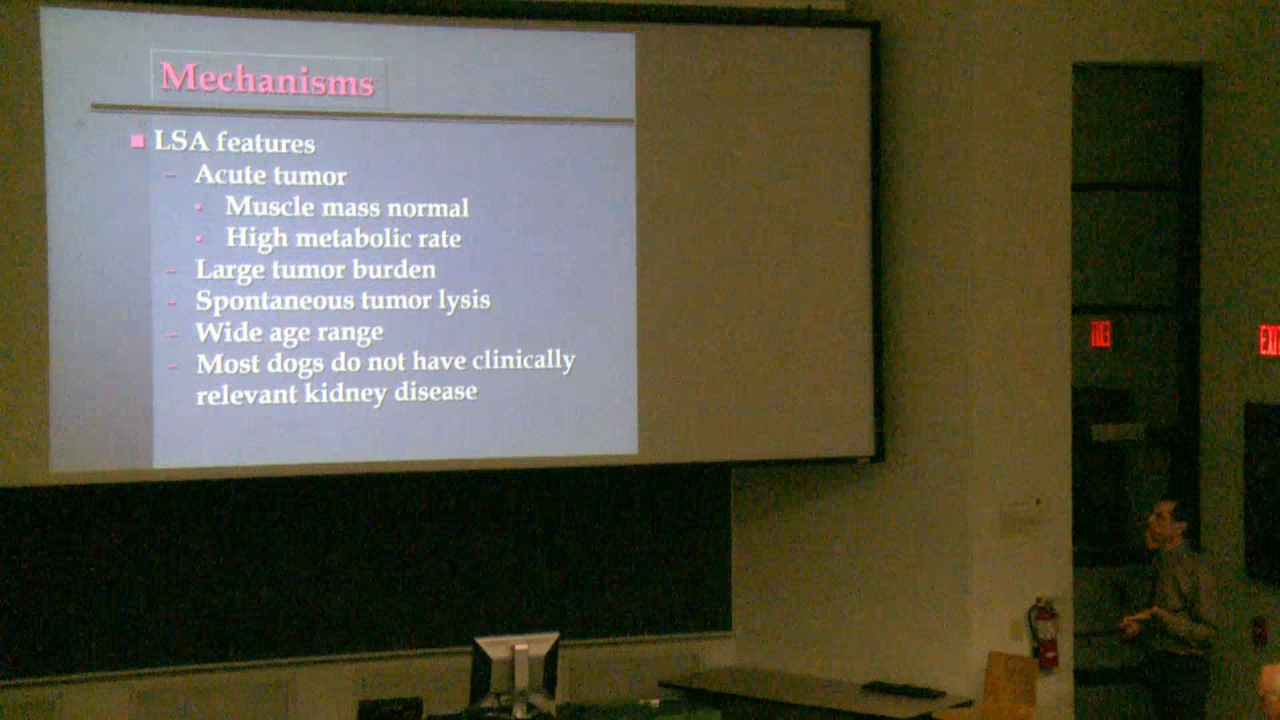 Mechanisms
LSA features
Acute tumor
Muscle mass normal
High metabolic rate
Large tumor burden
Spontaneous tumor lysis
Wide age range
Most dogs do not have clinically
relevant kidney disease
EXI